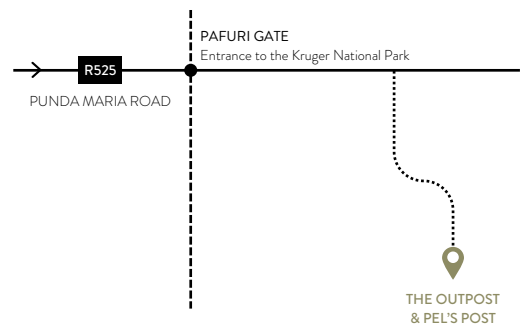 PAFURI GATE
Entrance to the Kruger National Park
R525
PUNDA MARIA ROAD
THE OUTPOST
& PEL'S POST